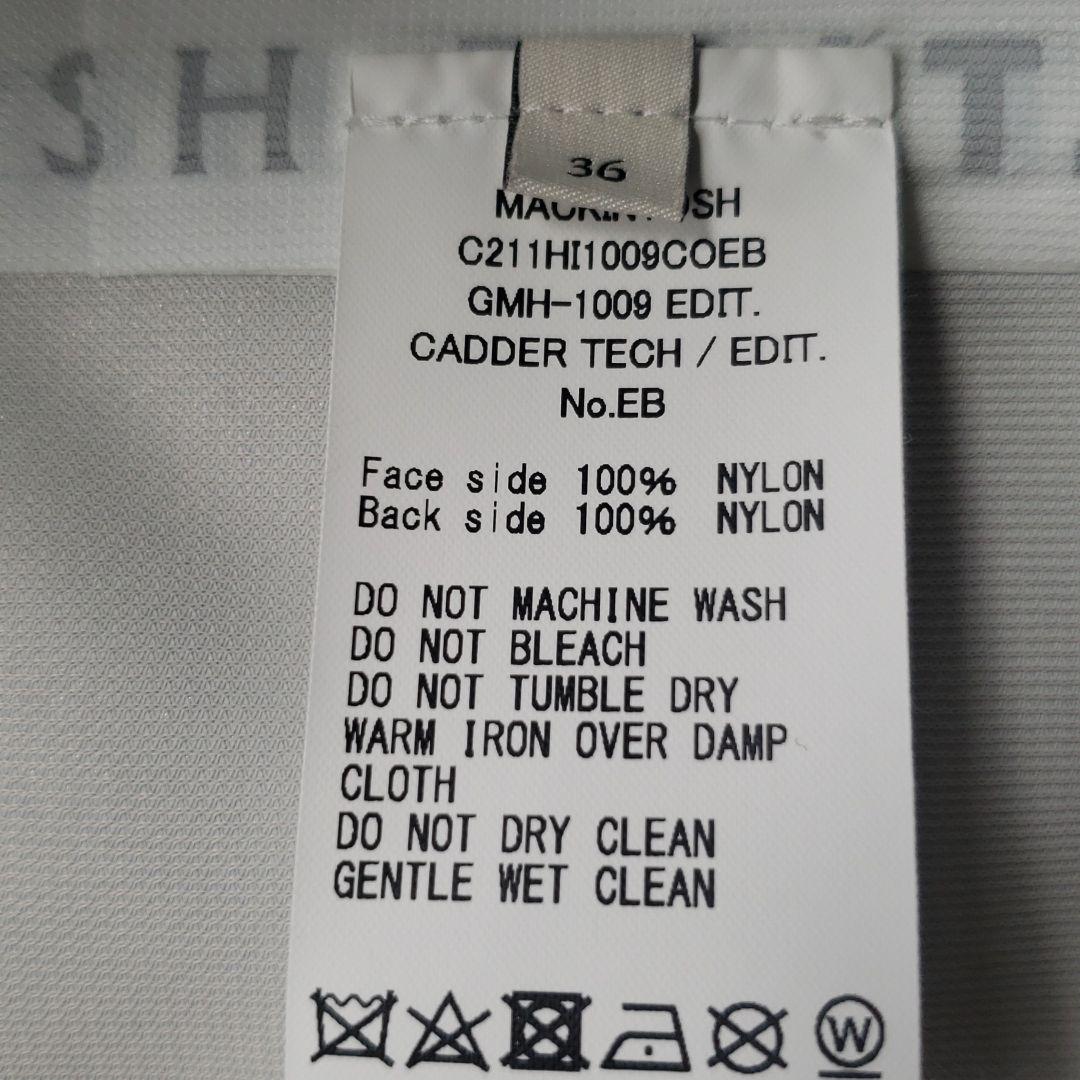 36
C211HI1009COEB
GMH-1009 EDIT.
CADDER TECH / EDIT.
No.EB
Face side 100% NYLON
Back side 100% NYLON
DO NOT MACHINE WASH
DO NOT BLEACH
DO NOT TUMBLE DRY
WARM IRON OVER DAMP
CLOTH
DO NOT DRY CLEAN
GENTLE WET CLEAN
W